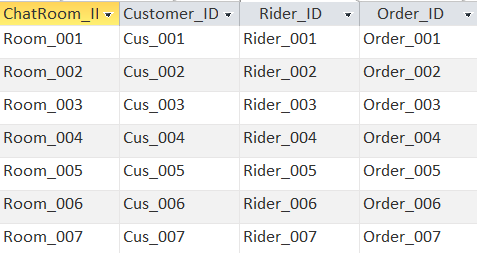 ChatRoom_II Customer_ID Rider_ID Order_ID
Room_001 Cus_001 Rider_001 Order_001
Room_002 Cus_002 Rider_002 Order_002
Room_003 Cus_003 Rider_003 Order_003
Room_004 Cus_004 Rider_004 Order_004
Room_005 Cus_005 Rider_005 Order_005
Room_006 Cus_006 Rider_006 Order_006
Room_007 Cus_007 Rider_007 Order_007